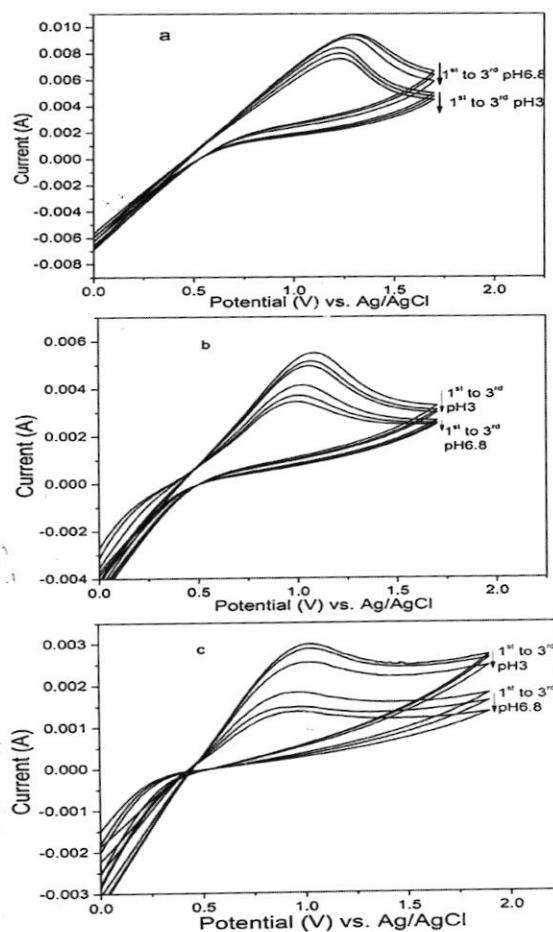 a
0.010
0.008
0.006
0.004
0.002
0.000
-0.002
-0.004
-0.006
-0.008
Current (A)
1st to 3rd pH6.8
1st to 3rd pH3
0.0 0.5 1.0 1.5 2.0
Potential (V) vs. Ag/AgCl
b
0.006
0.004
0.002
0.000
-0.002
-0.004
Current (A)
1st to 3rd
pH3
1st to 3rd
pH6.8
0.0 0.5 1.0 1.5 2.0
Potential (V) vs. Ag/AgCl
c
0.003
0.002
0.001
0.000
-0.001
-0.002
-0.003
Current (A)
1st to 3rd
pH3
1st to 3rd
pH6.8
0.0 0.5 1.0 1.5 2.0
Potential (V) vs. Ag/AgCl